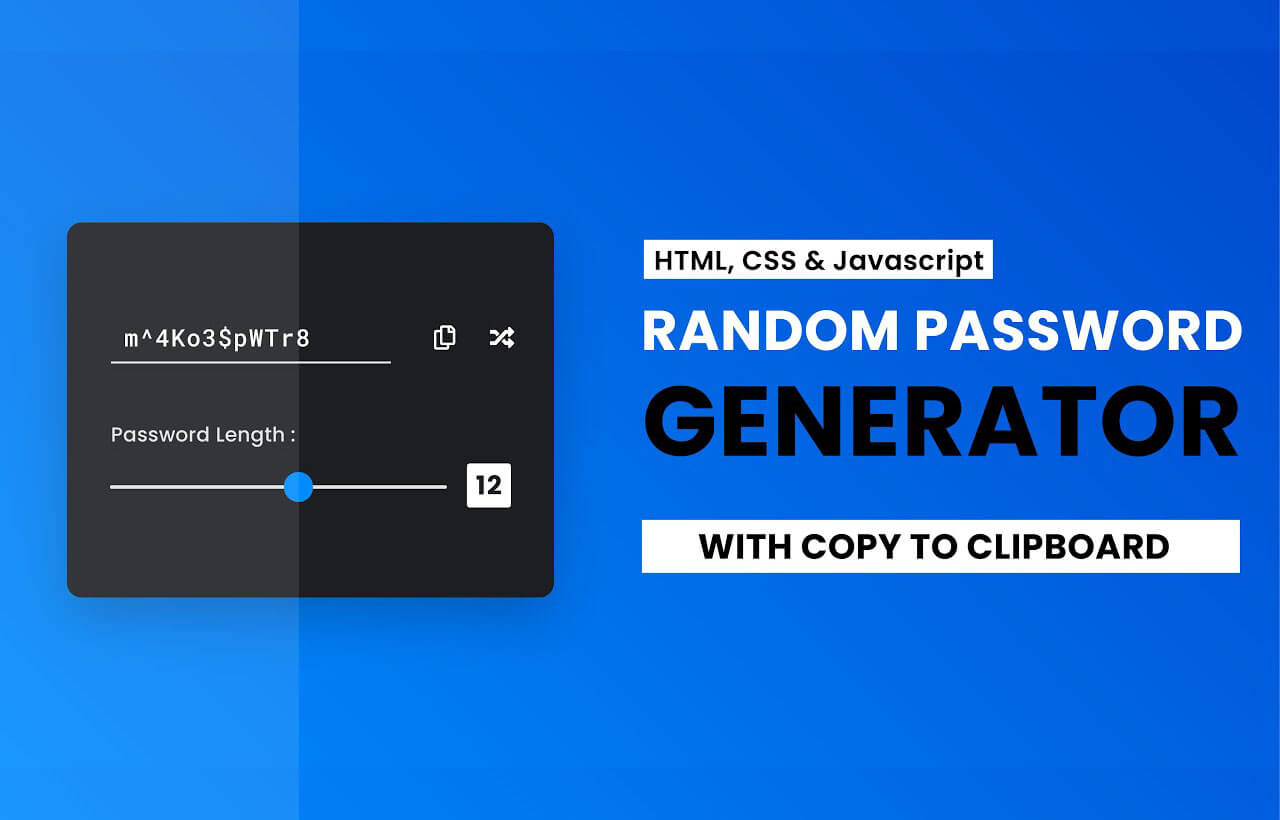 m^4Ko3$pWTr8
Password Length :
12
HTML, CSS & Javascript
RANDOM PASSWORD
GENERATOR
WITH COPY TO CLIPBOARD